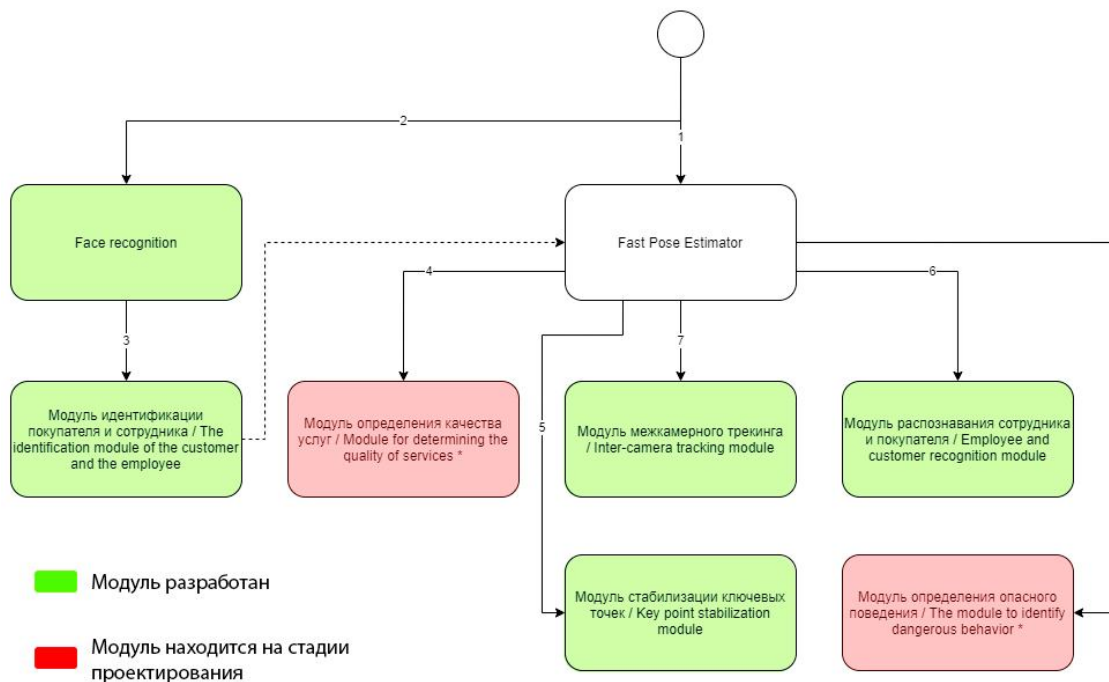 2
1
Face recognition
Fast Pose Estimator
4
6
3
7
Модуль идентификации
покупателя и сотрудника / The
identification module of the customer
and the employee
Модуль определения качества
услуг / Module for determining the
quality of services *
5
Модуль межкамерного трекинга
/ Inter-camera tracking module
Модуль распознавания сотрудника
и покупателя / Employee and
customer recognition module
Модуль разработан
Модуль стабилизации ключевых
точек / Key point stabilization
module
Модуль определения опасного
поведения / The module to identify
dangerous behavior *
Модуль находится на стадии
проектирования